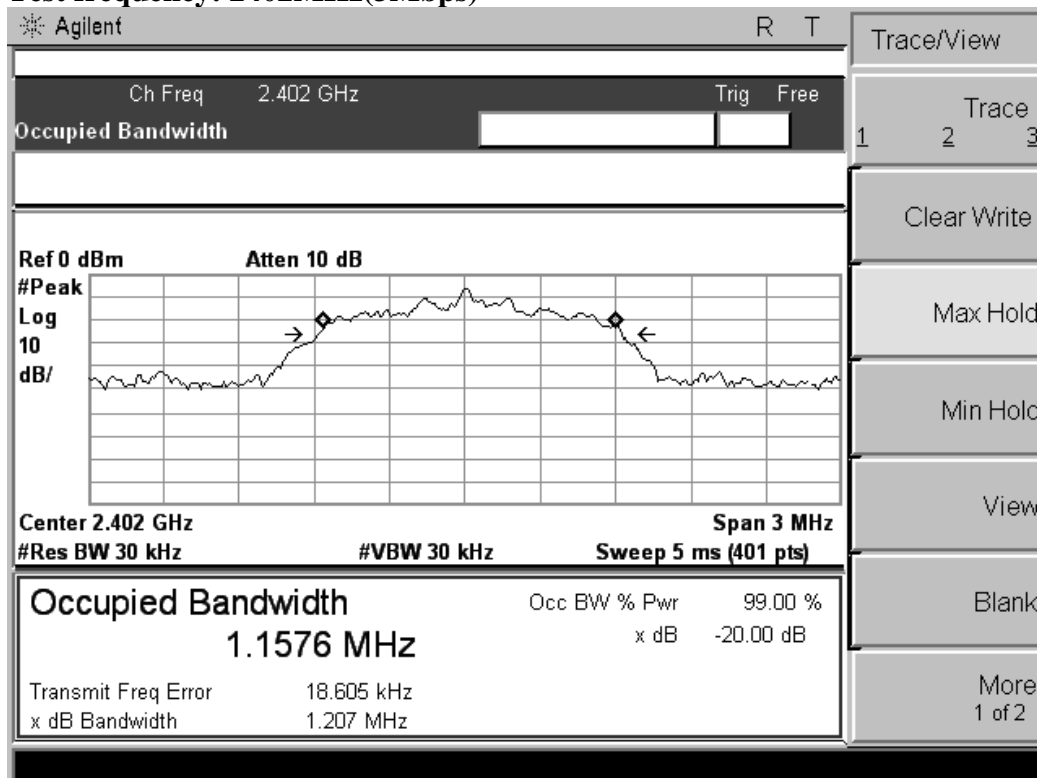 Test frequency: 2402MHz(3Mbps)
Agilent R T
Trace/View
Ch Freq 2.402 GHz Trig Free
Occupied Bandwidth
Trace
1 2 3
Clear Write
Ref 0 dBm Atten 10 dB
#Peak
Log
10
dB/
Max Hold
Min Hold
View
Center 2.402 GHz Span 3 MHz
#Res BW 30 kHz #VBW 30 kHz Sweep 5 ms (401 pts)
Occupied Bandwidth
1.1576 MHz
Occ BW % Pwr 99.00 %
x dB -20.00 dB
Blank
Transmit Freq Error 18.605 kHz
x dB Bandwidth 1.207 MHz
More
1 of 2